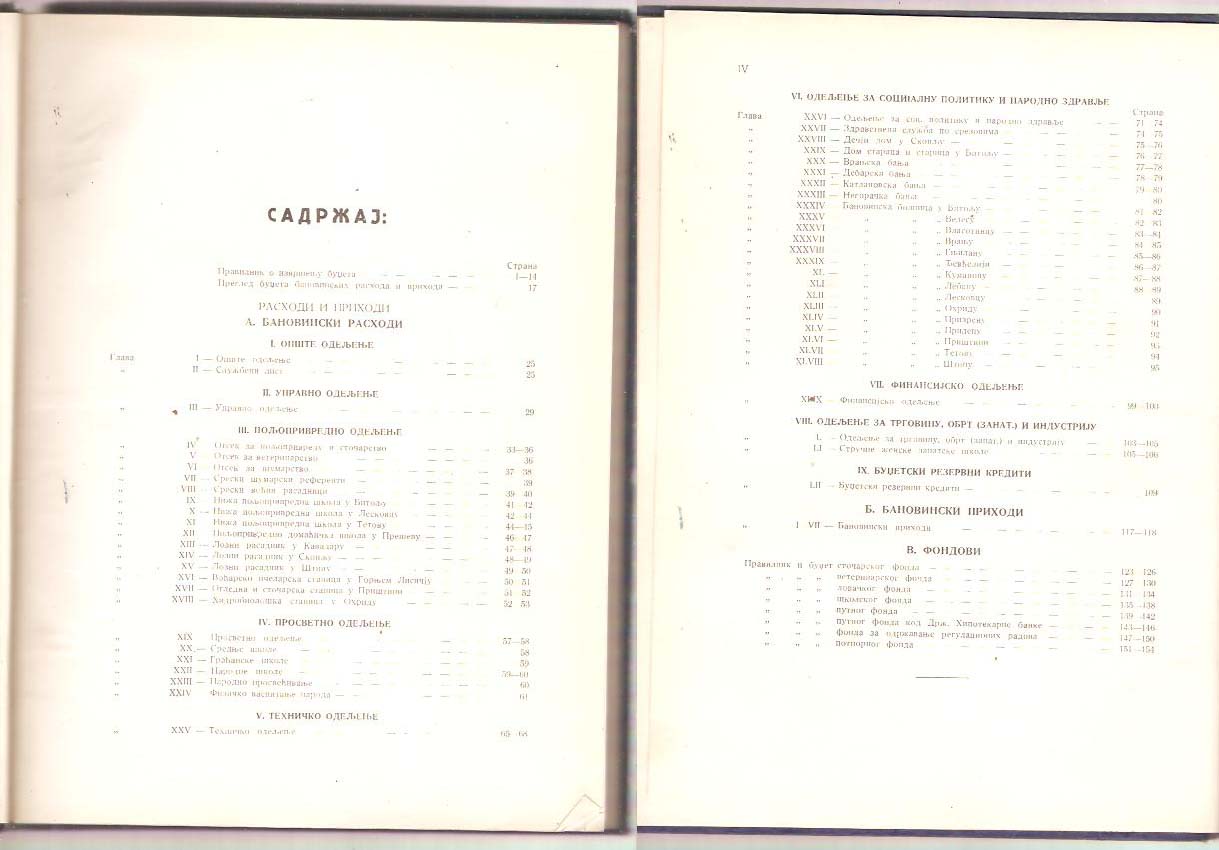 САДРЖАЈ:
Страна
Правилник о извршењу буџета — — — — — — 1—14
Преглед буџета бановинских расхода и прихода — — 17
РАСХОДИ И ПРИХОДИ
А. БАНОВИНСКИ РАСХОДИ
I. ОПШТЕ ОДЕЉЕЊЕ
Глава I — Опште одељење — — — — — — 25
„ II — Службени лист — — — — — — 25
II. УПРАВНО ОДЕЉЕЊЕ
„ III — Управно одељење — — — — — — 29
III. ПОЉОПРИВРЕДНО ОДЕЉЕЊЕ
„ IV Отсек за пољопривреду и сточарство — — — 33—36
„ V Отсек за ветеринарство — — — — — 36
„ VI Отсек за шумарство — — — — — 37—38
„ VII — Срески шумарски референти — — — — 39
„ VIII — Срески воћни расадници — — — — 39—40
„ IX Нижа пољопривредна школа у Битољу — — — 41—42
„ X — Нижа пољопривредна школа у Лесковцу — — 42—44
„ XI Нижа пољопривредна школа у Тетову — — — 44—45
„ XII Пољопривредно домаћичка школа у Прешеву — — — 46—47
„ XIII — Лозни расадник у Кавадару — — — — 47—48
„ XIV — Лозни расадник у Скопљу — — — — 48—49
„ XV — Лозни расадник у Штипу — — — — 49—50
„ XVI — Воћарско пчеларска станица у Горњем Лисичју — 50—51
„ XVII — Огледна и сточарска станица у Приштини — — 51—52
„ XVIII — Хидробиолошка станица у Охриду — — — 52—53
IV. ПРОСВЕТНО ОДЕЉЕЊЕ
„ XIX Просветно одељење — — — — — 57—58
„ XX — Средње школе — — — — — 58
„ XXI — Грађанске школе — — — — — 59
„ XXII — Народне школе — — — — — 59—60
„ XXIII — Народно просвећивање — — — — — 60
„ XXIV Физичко васпитање народа — — — — — 61
V. ТЕХНИЧКО ОДЕЉЕЊЕ
„ XXV — Техничко одељење — — — — — 65—68
IV
VI. ОДЕЉЕЊЕ ЗА СОЦИЈАЛНУ ПОЛИТИКУ И НАРОДНО ЗДРАВЉЕ
Страна
Глава XXVI — Одељење за соц. политику и народно здравље — — 71—74
„ XXVII — Здравствена служба по срезовима — — — — 74—75
„ XXVIII — Дечји дом у Скопљу — — — — — 75—76
„ XXIX — Дом стараца и старица у Битољу — — — — 76—77
„ XXX — Врањска бања — — — — — 77—78
„ XXXI — Дебарска бања — — — — — 78—79
„ XXXII — Катлановска бања — — — — — 79—80
„ XXXIII — Негорачка бања — — — — — 80
„ XXXIV — Бановинска болница у Битољу — — — — 81—82
„ XXXV „ „ „ Велесу — — — — 82—83
„ XXXVI „ „ „ Власотинцу — — — — 83—84
„ XXXVII „ „ „ Врању — — — — 84—85
„ XXXVIII „ „ „ Гњилану — — — — 85—86
„ XXXIX „ „ „ Ђевђелији — — — — 86—87
„ XL — „ „ „ Куманову — — — — 87—88
„ XLI „ „ „ Лебану — — — — 88—89
„ XLII „ „ „ Лесковцу — — — — 89
„ XLIII — „ „ „ Охриду — — — — 90
„ XLIV — „ „ „ Призрену — — — — 91
„ XLV — „ „ „ Прилепу — — — — 92
„ XLVI — „ „ „ Приштини — — — — 93
„ XLVII „ „ „ Тетову — — — — 94
„ XLVIII „ „ „ Штипу — — — — 95
VII. ФИНАНСИЈСКО ОДЕЉЕЊЕ
„ XLIX — Финансијско одељење — — — — — 99—100
VIII. ОДЕЉЕЊЕ ЗА ТРГОВИНУ, ОБРТ (ЗАНАТ.) И ИНДУСТРИЈУ
„ L — Одељење за трговину, обрт (занат.) и индустрију — — 103—105
„ LI — Стручне женске занатске школе — — — — 105—106
IX. БУЏЕТСКИ РЕЗЕРВНИ КРЕДИТИ
„ LII — Буџетски резервни кредити — — — — — 109
Б. БАНОВИНСКИ ПРИХОДИ
„ I—VII — Бановински приходи — — — — — 117—118
В. ФОНДОВИ
Правилник и буџет сточарског фонда — — — — — 123—126
„ „ „ ветеринарског фонда — — — — — 127—130
„ „ „ ловачког фонда — — — — — 131—134
„ „ „ школског фонда — — — — — 135—138
„ „ „ путног фонда — — — — — 139—142
„ „ „ путног фонда код Држ. Хипотекарне банке — — — 143—146
„ „ „ фонда за одржавање регулационих радова — — — 147—150
„ „ „ потпорног фонда — — — — — 151—154